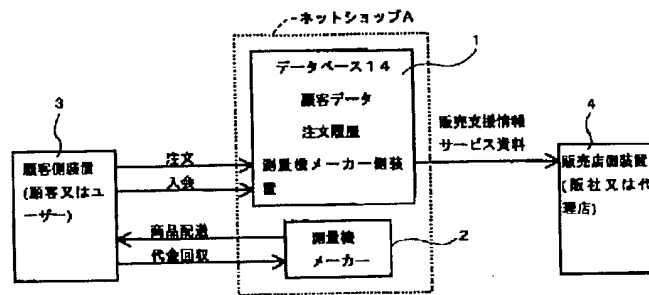 ネットショップA
1
データベース14
顧客データ
注文履歴
測量機メーカー側装
置
3
顧客側装置
(顧客又はユ
ーザー)
注文
入会
商品配送
代金回収
測量機
メーカー
2
販売支援情報
サービス資料
4
販売店側装置
(販社又は代
理店)